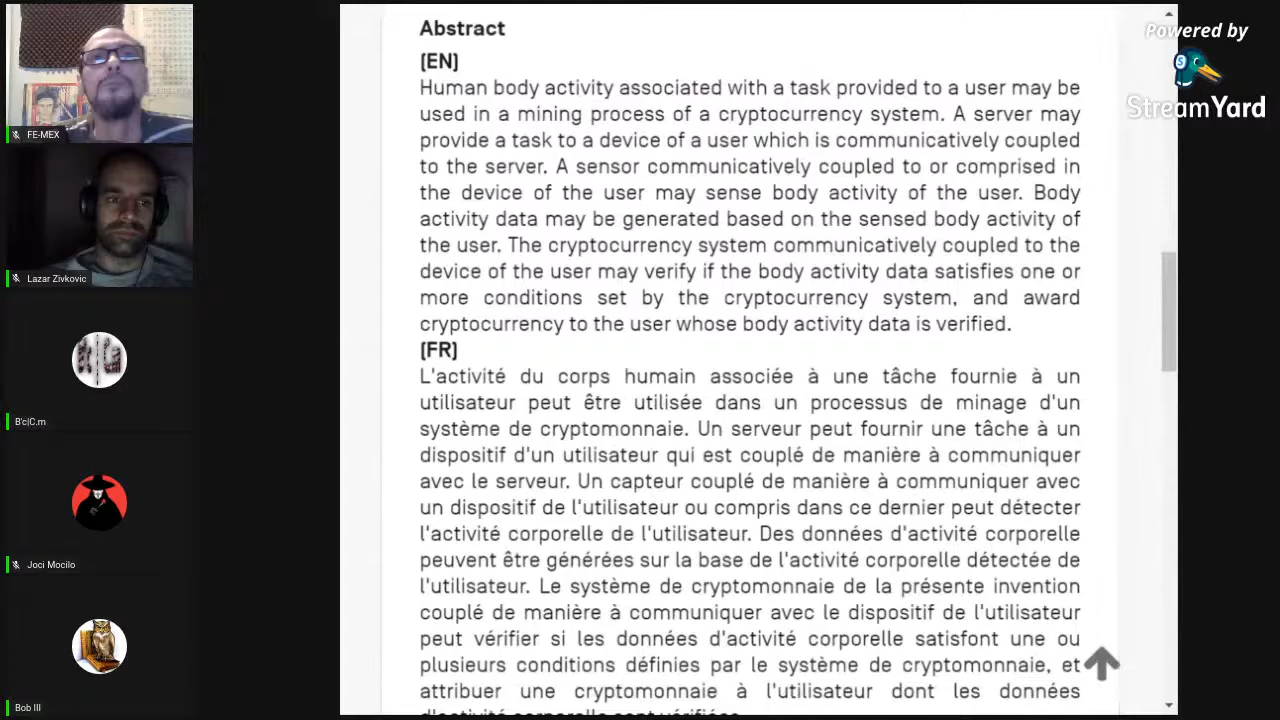 Abstract
[EN]
Human body activity associated with a task provided to a user may be
used in a mining process of a cryptocurrency system. A server may
provide a task to a device of a user which is communicatively coupled
to the server. A sensor communicatively coupled to or comprised in
the device of the user may sense body activity of the user. Body
activity data may be generated based on the sensed body activity of
the user. The cryptocurrency system communicatively coupled to the
device of the user may verify if the body activity data satisfies one or
more conditions set by the cryptocurrency system, and award
cryptocurrency to the user whose body activity data is verified.
[FR]
L'activité du corps humain associée à une tâche fournie à un
utilisateur peut être utilisée dans un processus de minage d'un
système de cryptomonnaie. Un serveur peut fournir une tâche à un
dispositif d'un utilisateur qui est couplé de manière à communiquer
avec le serveur. Un capteur couplé de manière à communiquer avec
un dispositif de l'utilisateur ou compris dans ce dernier peut détecter
l'activité corporelle de l'utilisateur. Des données d'activité corporelle
peuvent être générées sur la base de l'activité corporelle détectée de
l'utilisateur. Le système de cryptomonnaie de la présente invention
couplé de manière à communiquer avec le dispositif de l'utilisateur
peut vérifier si les données d'activité corporelle satisfont une ou
plusieurs conditions définies par le système de cryptomonnaie, et
attribuer une cryptomonnaie à l'utilisateur dont les données
d'activité corporelle sont vérifiées.
Powered by
S
StreamYard
FE-MEX
Lazar Zivkovic
B'c|C.m
Joci Mocilo
Bob III